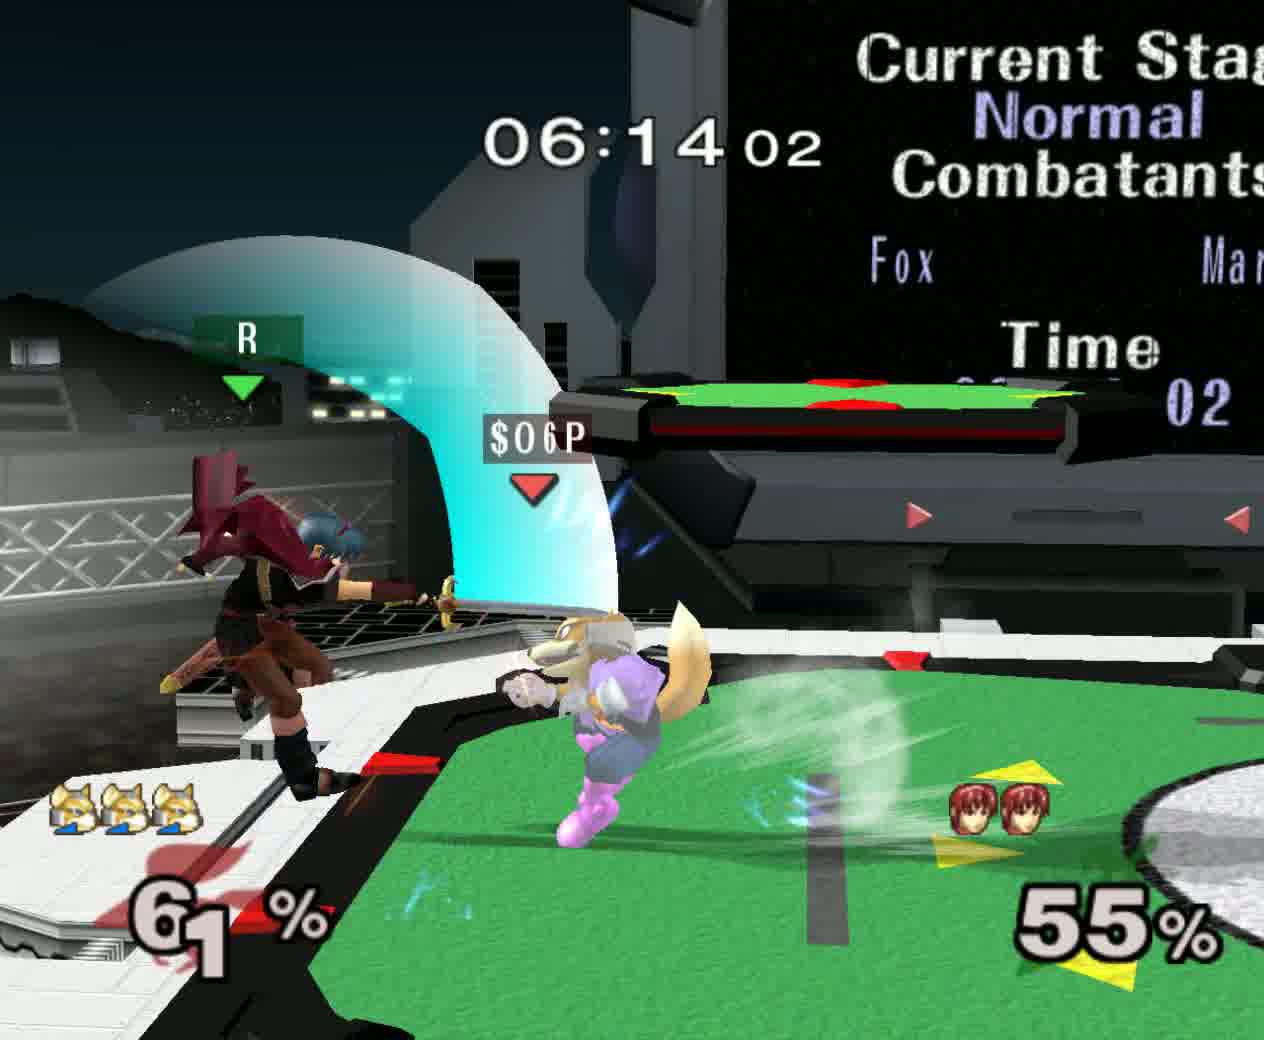 Current Stag
Normal
06:14 02
Combatants
Fox Mar
Time
R
02
$06P
61%
55%